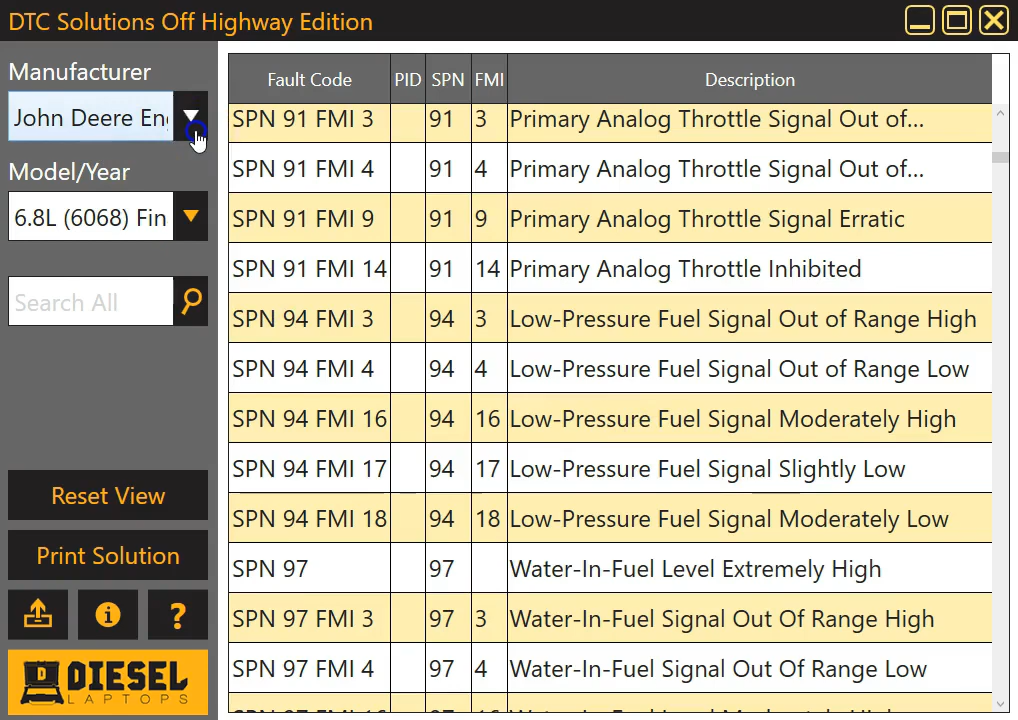 DTC Solutions Off Highway Edition
Manufacturer
John Deere En
Model/Year
6.8L (6068) Fin
Search All
Reset View
Print Solution
i ?
DIESEL
LAPTOPS
Fault Code PID SPN FMI Description
SPN 91 FMI 3 91 3 Primary Analog Throttle Signal Out of...
SPN 91 FMI 4 91 4 Primary Analog Throttle Signal Out of...
SPN 91 FMI 9 91 9 Primary Analog Throttle Signal Erratic
SPN 91 FMI 14 91 14 Primary Analog Throttle Inhibited
SPN 94 FMI 3 94 3 Low-Pressure Fuel Signal Out of Range High
SPN 94 FMI 4 94 4 Low-Pressure Fuel Signal Out of Range Low
SPN 94 FMI 16 94 16 Low-Pressure Fuel Signal Moderately High
SPN 94 FMI 17 94 17 Low-Pressure Fuel Signal Slightly Low
SPN 94 FMI 18 94 18 Low-Pressure Fuel Signal Moderately Low
SPN 97 97 Water-In-Fuel Level Extremely High
SPN 97 FMI 3 97 3 Water-In-Fuel Signal Out Of Range High
SPN 97 FMI 4 97 4 Water-In-Fuel Signal Out Of Range Low